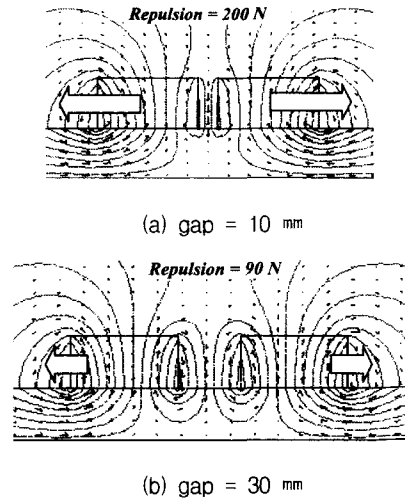 Repulsion = 200 N
(a) gap = 10 mm
Repulsion = 90 N
(b) gap = 30 mm